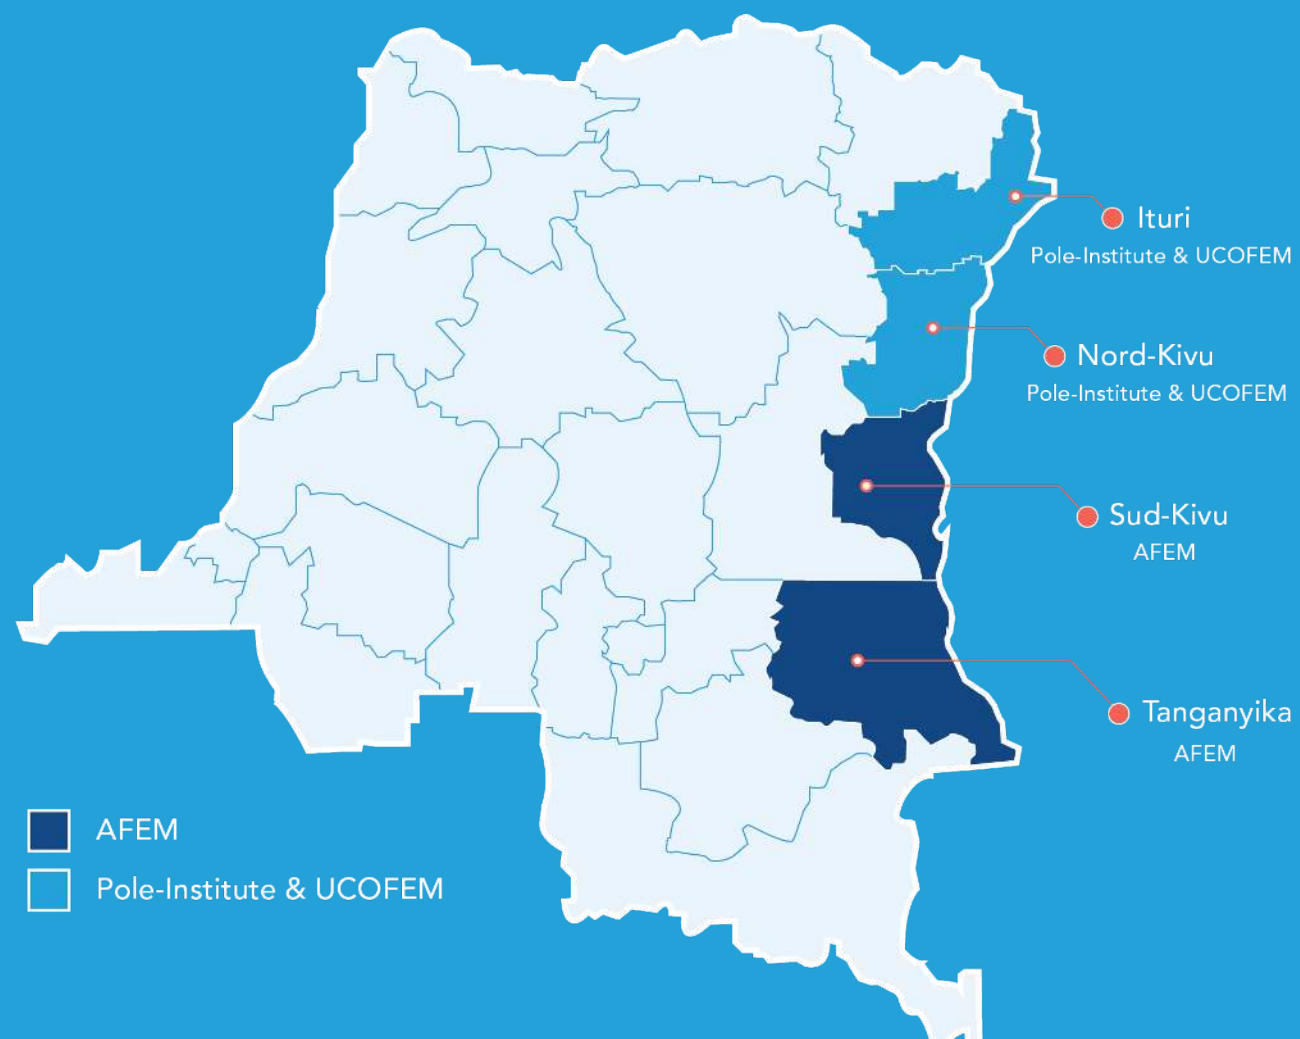 Ituri
Pole-Institute & UCOFEM
Nord-Kivu
Pole-Institute & UCOFEM
Sud-Kivu
AFEM
Tanganyika
AFEM
AFEM
Pole-Institute & UCOFEM